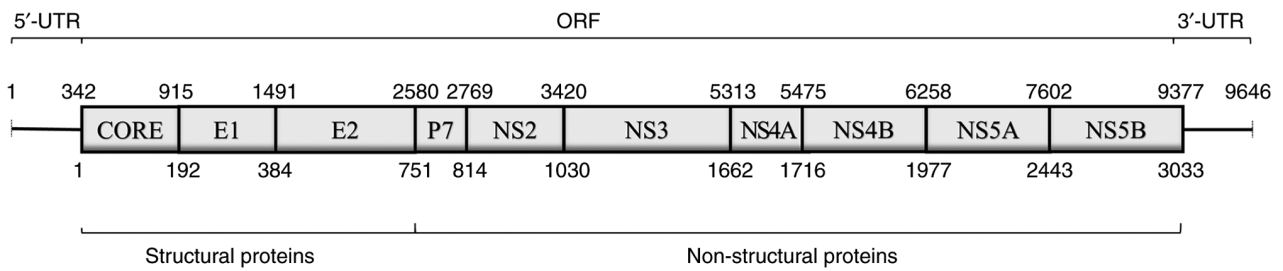 5′-UTR ORF 3′-UTR
1 342 915 1491 2580 2769 3420 5313 5475 6258 7602 9377 9646
CORE E1 E2 P7 NS2 NS3 NS4A NS4B NS5A NS5B
1 192 384 751 814 1030 1662 1716 1977 2443 3033
Structural proteins Non-structural proteins